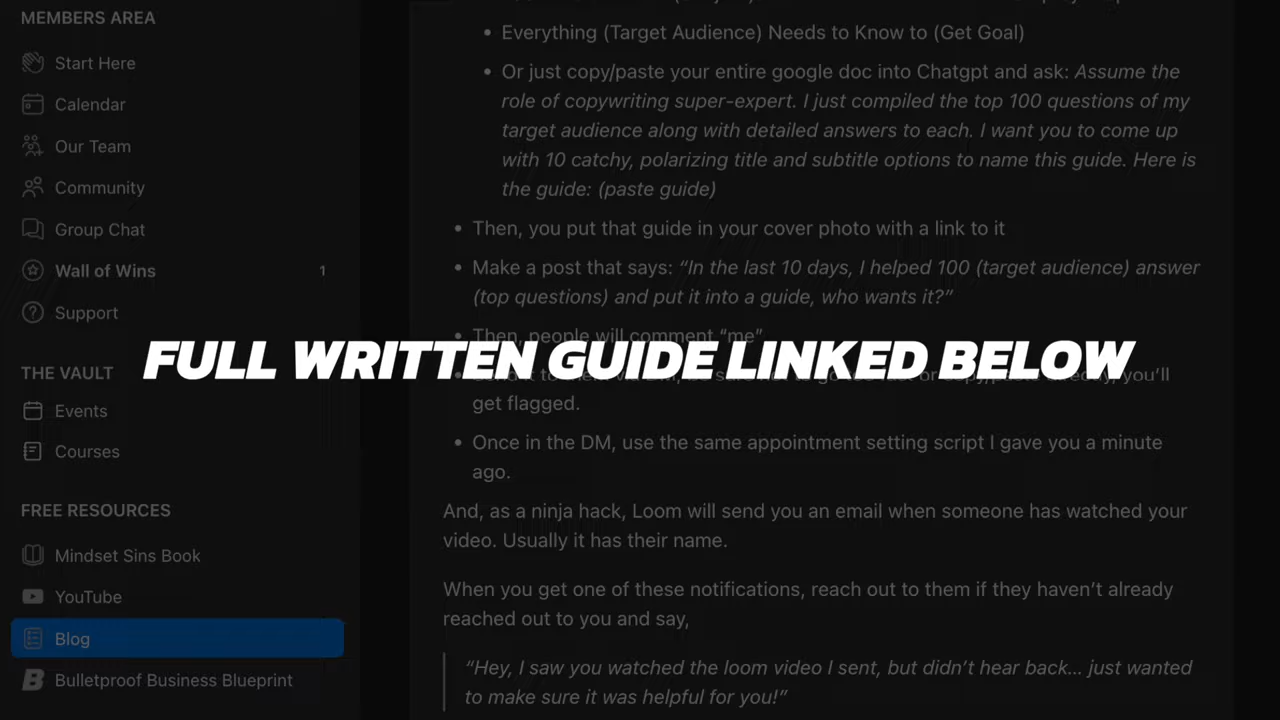 MEMBERS AREA
Start Here
Calendar
Our Team
Community
Group Chat
Wall of Wins 1
Support
THE VAULT
Events
Courses
FREE RESOURCES
Mindset Sins Book
YouTube
Blog
Bulletproof Business Blueprint
• Everything (Target Audience) Needs to Know to (Get Goal)
• Or just copy/paste your entire google doc into Chatgpt and ask: Assume the
role of copywriting super-expert. I just compiled the top 100 questions of my
target audience along with detailed answers to each. I want you to come up
with 10 catchy, polarizing title and subtitle options to name this guide. Here is
the guide: (paste guide)
• Then, you put that guide in your cover photo with a link to it
• Make a post that says: “In the last 10 days, I helped 100 (target audience) answer
(top questions) and put it into a guide, who wants it?”
• Then, people will comment “me”
FULL WRITTEN GUIDE LINKED BELOW
you’ll
get flagged.
• Once in the DM, use the same appointment setting script I gave you a minute
ago.
And, as a ninja hack, Loom will send you an email when someone has watched your
video. Usually it has their name.
When you get one of these notifications, reach out to them if they haven’t already
reached out to you and say,
“Hey, I saw you watched the loom video I sent, but didn’t hear back... just wanted
to make sure it was helpful for you!”